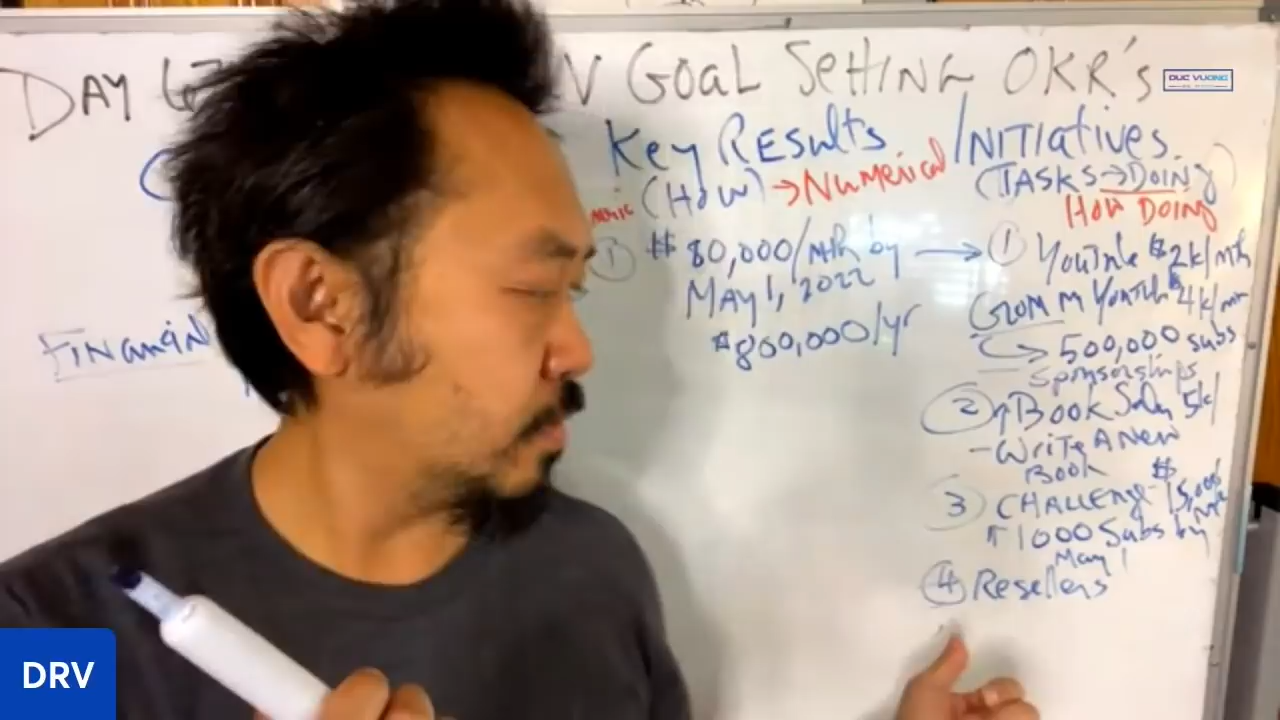 DAY
V GOAL SETTING OKR's
DUC VUONG
Key Results
INITIATIVES
(How) → Numerical
(TASKS → DOING)
How DOING
① $80,000/mth by
May 1, 2022
$800,000/yr
Financial
① YouTube $2k/mth
Grow My YouTube $4k/mth
→ 500,000 subs
- Sponsorships
② ↑ Book Sales 5k/
- Write A New
Book
3) CHALLENGE $15,000
↑ 1000 Subs by
May 1
④ Resellers
DRV